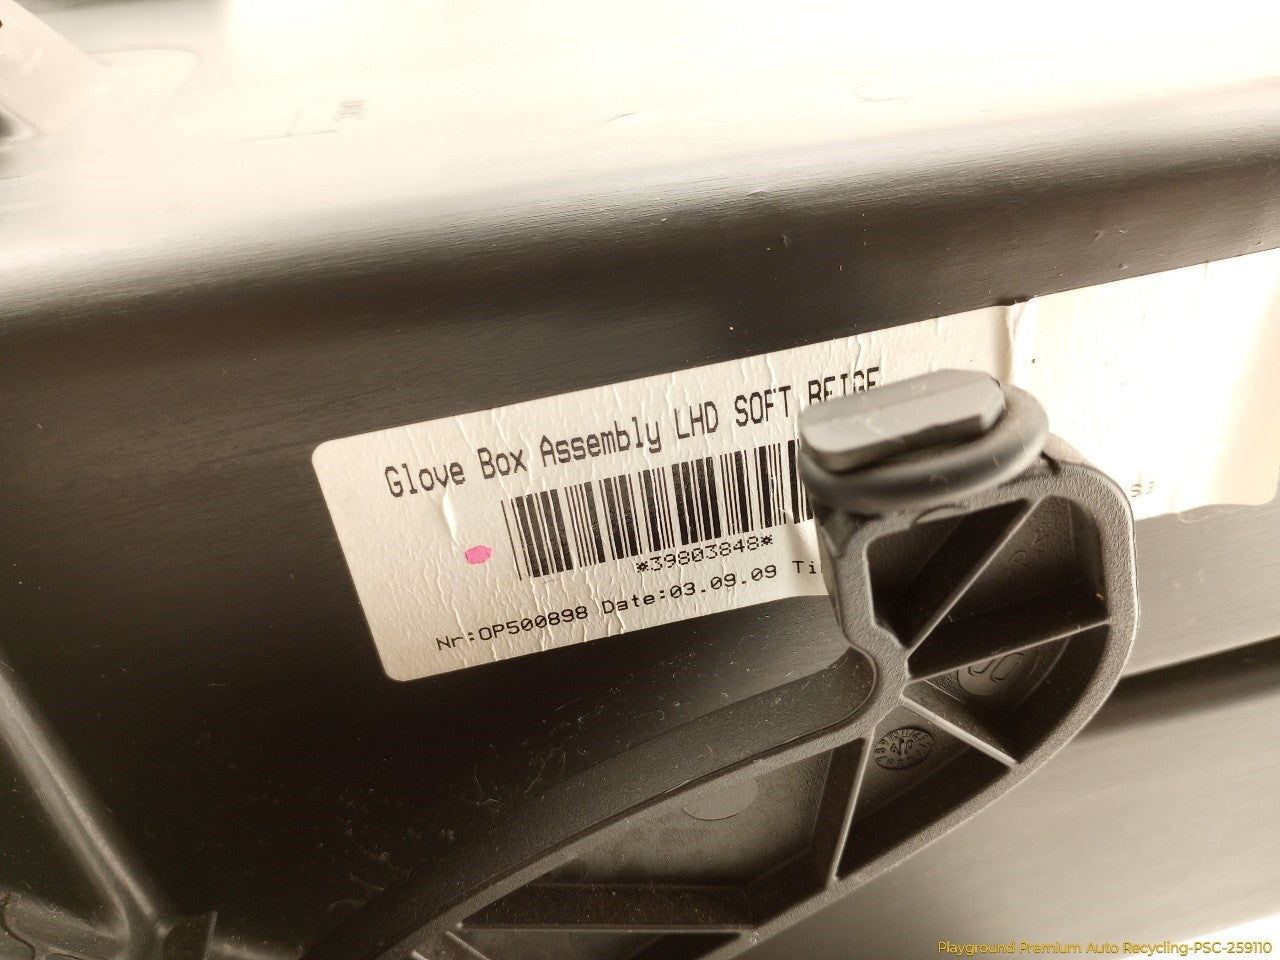 Glove Box Assembly LHD SOFT BEIGE
*39803848*
Nr:OP500898 Date:03.09.09
Playground Premium Auto Recycling-PSC-259110